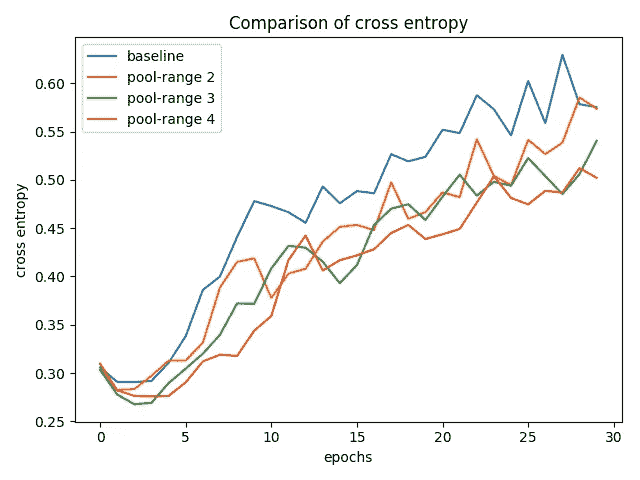 Comparison of cross entropy
baseline
pool-range 2
pool-range 3
pool-range 4
cross entropy
0.60
0.55
0.50
0.45
0.40
0.35
0.30
0.25
0 5 10 15 20 25 30
epochs